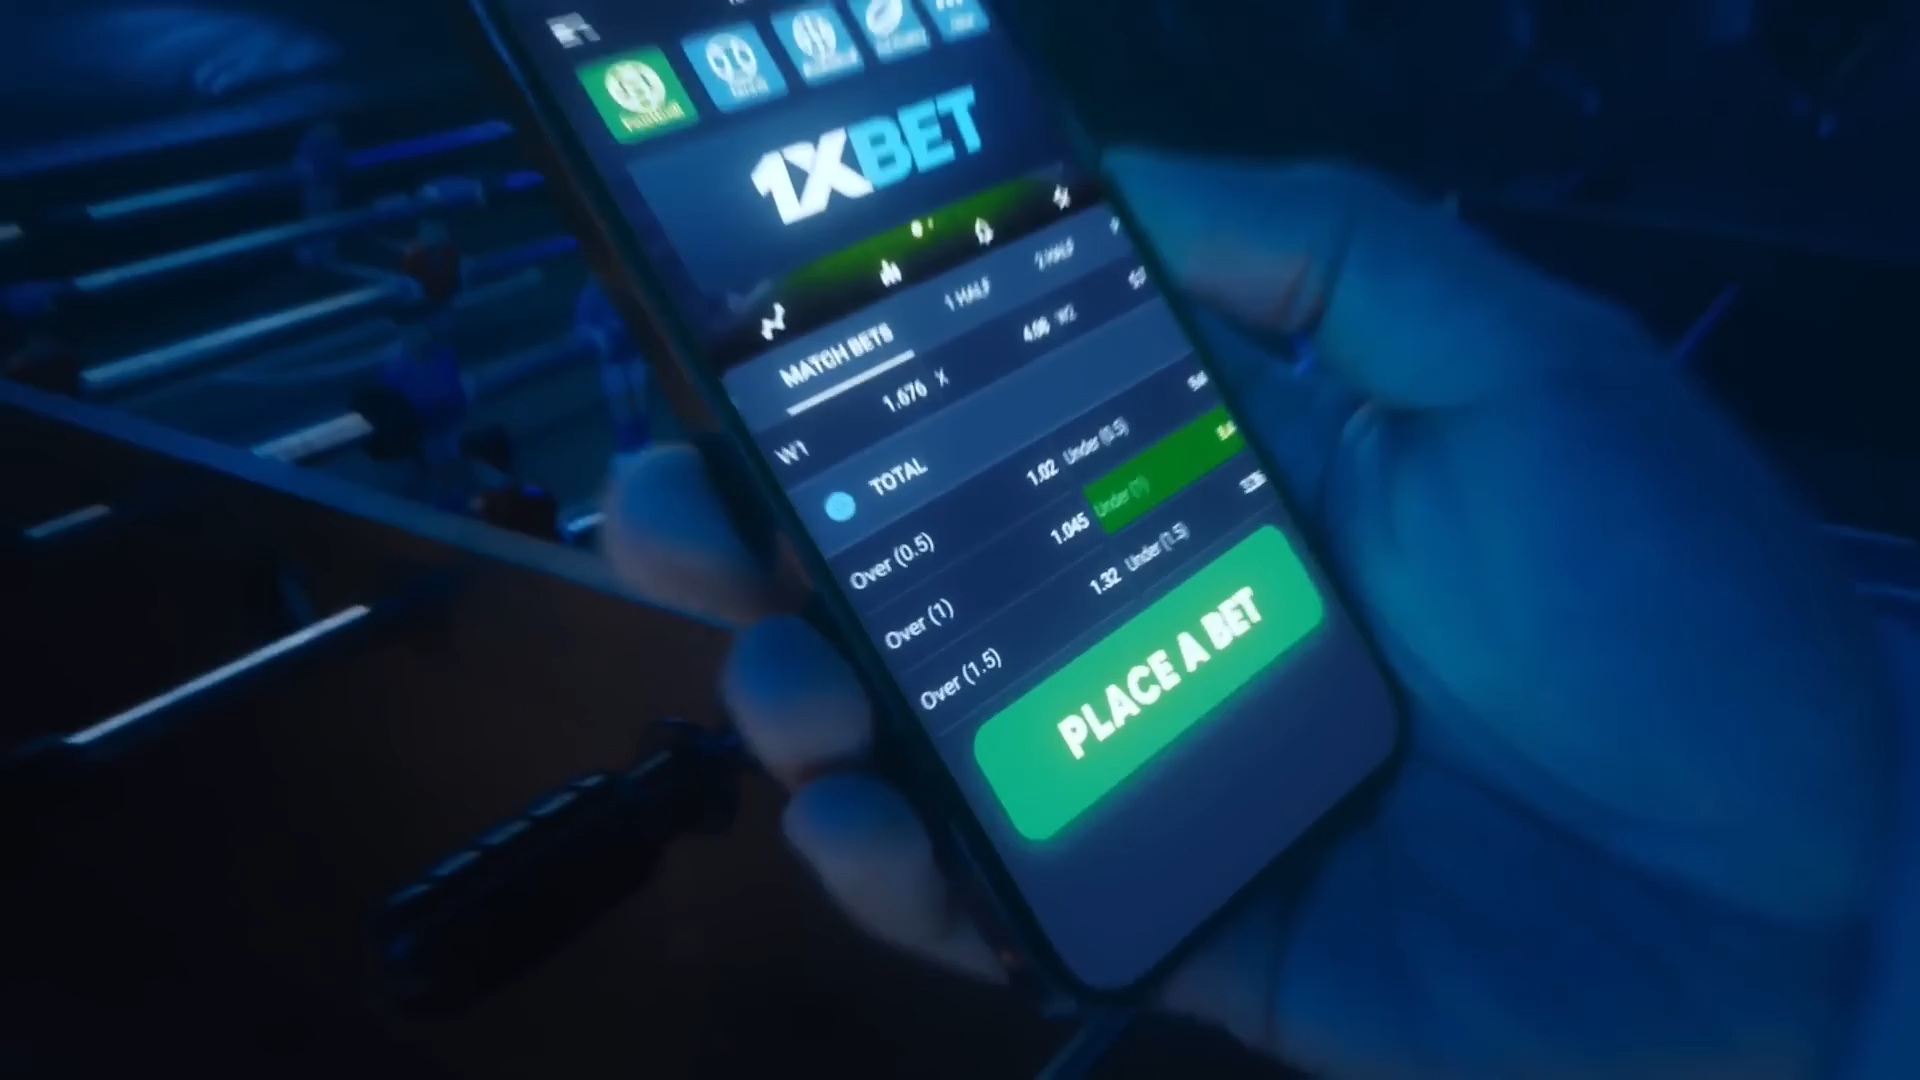 Football
1XBET
MATCH BETS 1 HALF 2 HALF
W1 1.676 X 4.06 W2
TOTAL
Over (0.5) 1.02 Under (0.5)
Over (1) 1.045 Under (1)
Over (1.5) 1.32 Under (1.5)
PLACE A BET